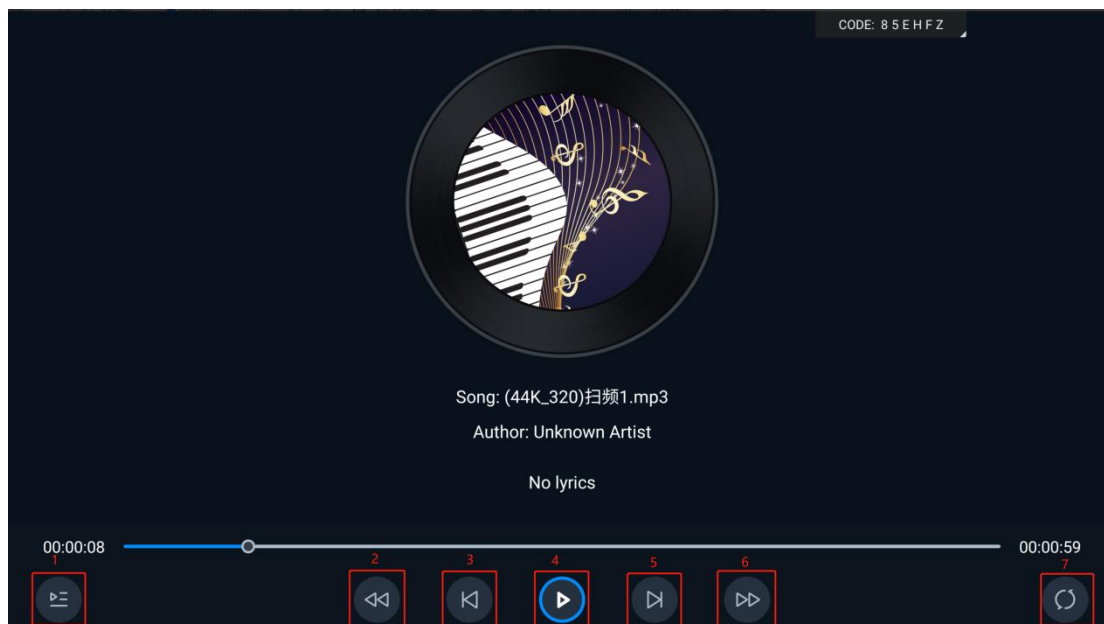 CODE: 8 5 E H F Z
Song: (44K_320)扫频1.mp3
Author: Unknown Artist
No lyrics
00:00:08
00:00:59
1
2
3
4
5
6
7